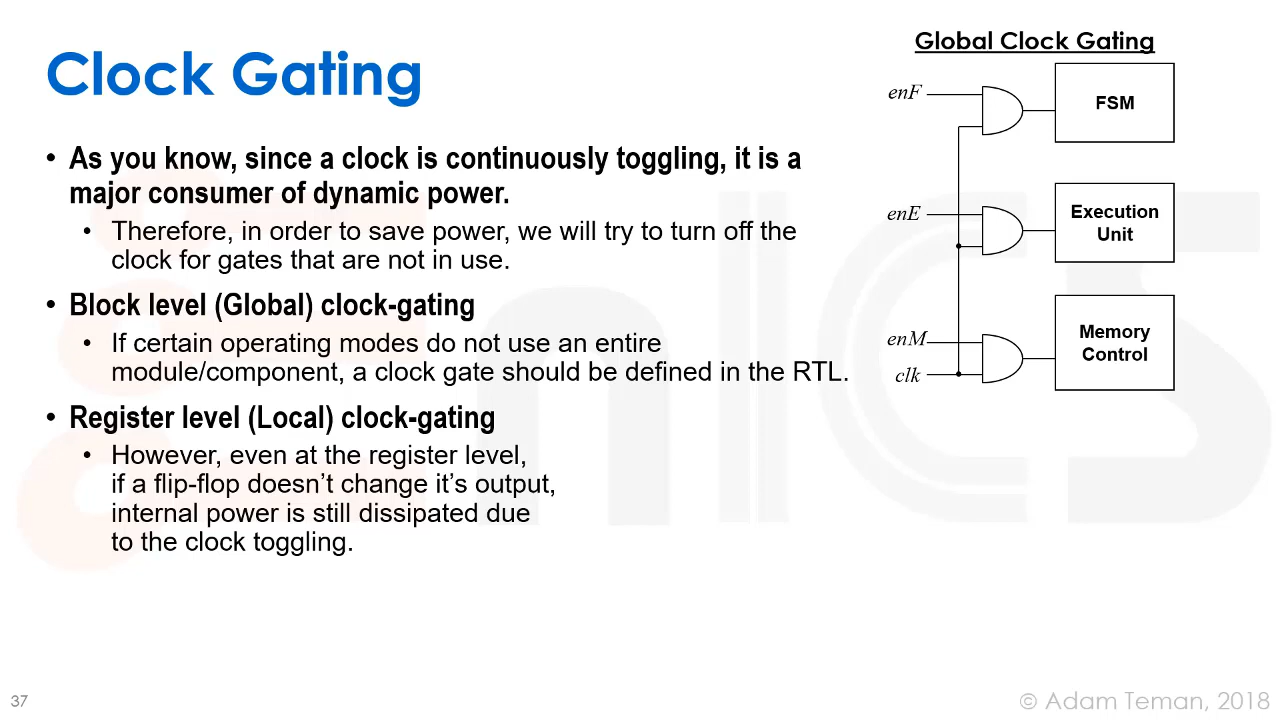 Clock Gating
• As you know, since a clock is continuously toggling, it is a
major consumer of dynamic power.
• Therefore, in order to save power, we will try to turn off the
clock for gates that are not in use.
• Block level (Global) clock-gating
• If certain operating modes do not use an entire
module/component, a clock gate should be defined in the RTL.
• Register level (Local) clock-gating
• However, even at the register level,
if a flip-flop doesn’t change it’s output,
internal power is still dissipated due
to the clock toggling.
Global Clock Gating
enF
FSM
enE
Execution
Unit
enM
clk
Memory
Control
nICS
37
© Adam Teman, 2018